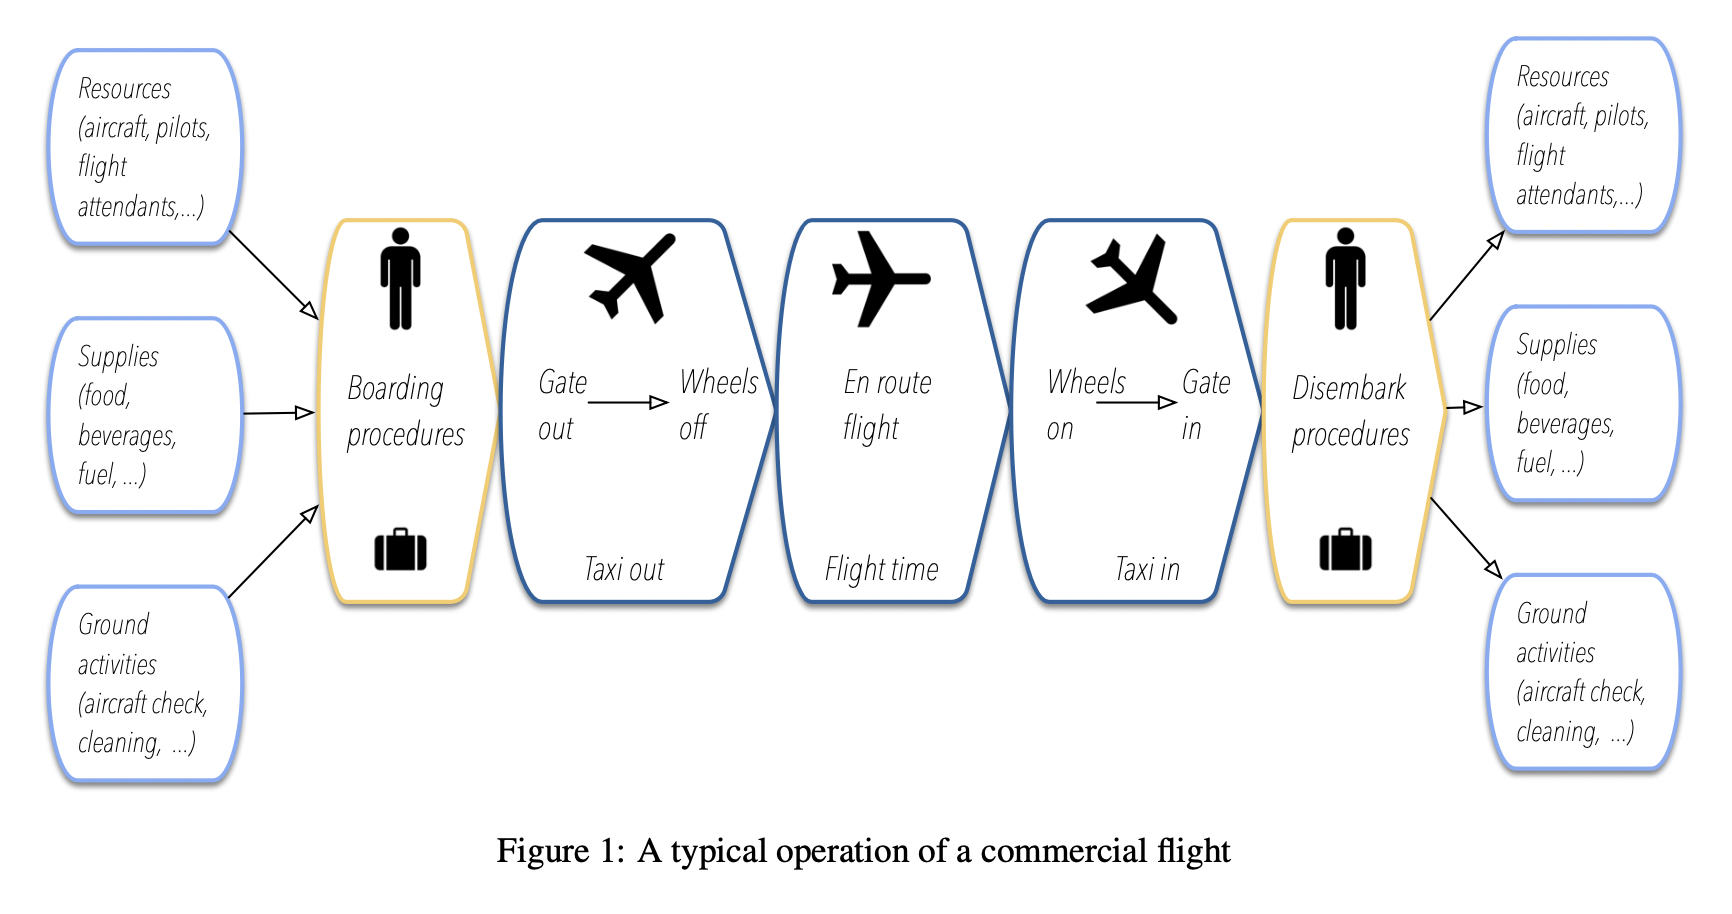 Resources
(aircraft, pilots,
flight
attendants,...)
Supplies
(food,
beverages,
fuel, ...)
Ground
activities
(aircraft check,
cleaning, ...)
Boarding
procedures
Gate
out
Wheels
off
Taxi out
En route
flight
Flight time
Wheels
on
Gate
in
Taxi in
Disembark
procedures
Resources
(aircraft, pilots,
flight
attendants,...)
Supplies
(food,
beverages,
fuel, ...)
Ground
activities
(aircraft check,
cleaning, ...)
Figure 1: A typical operation of a commercial flight